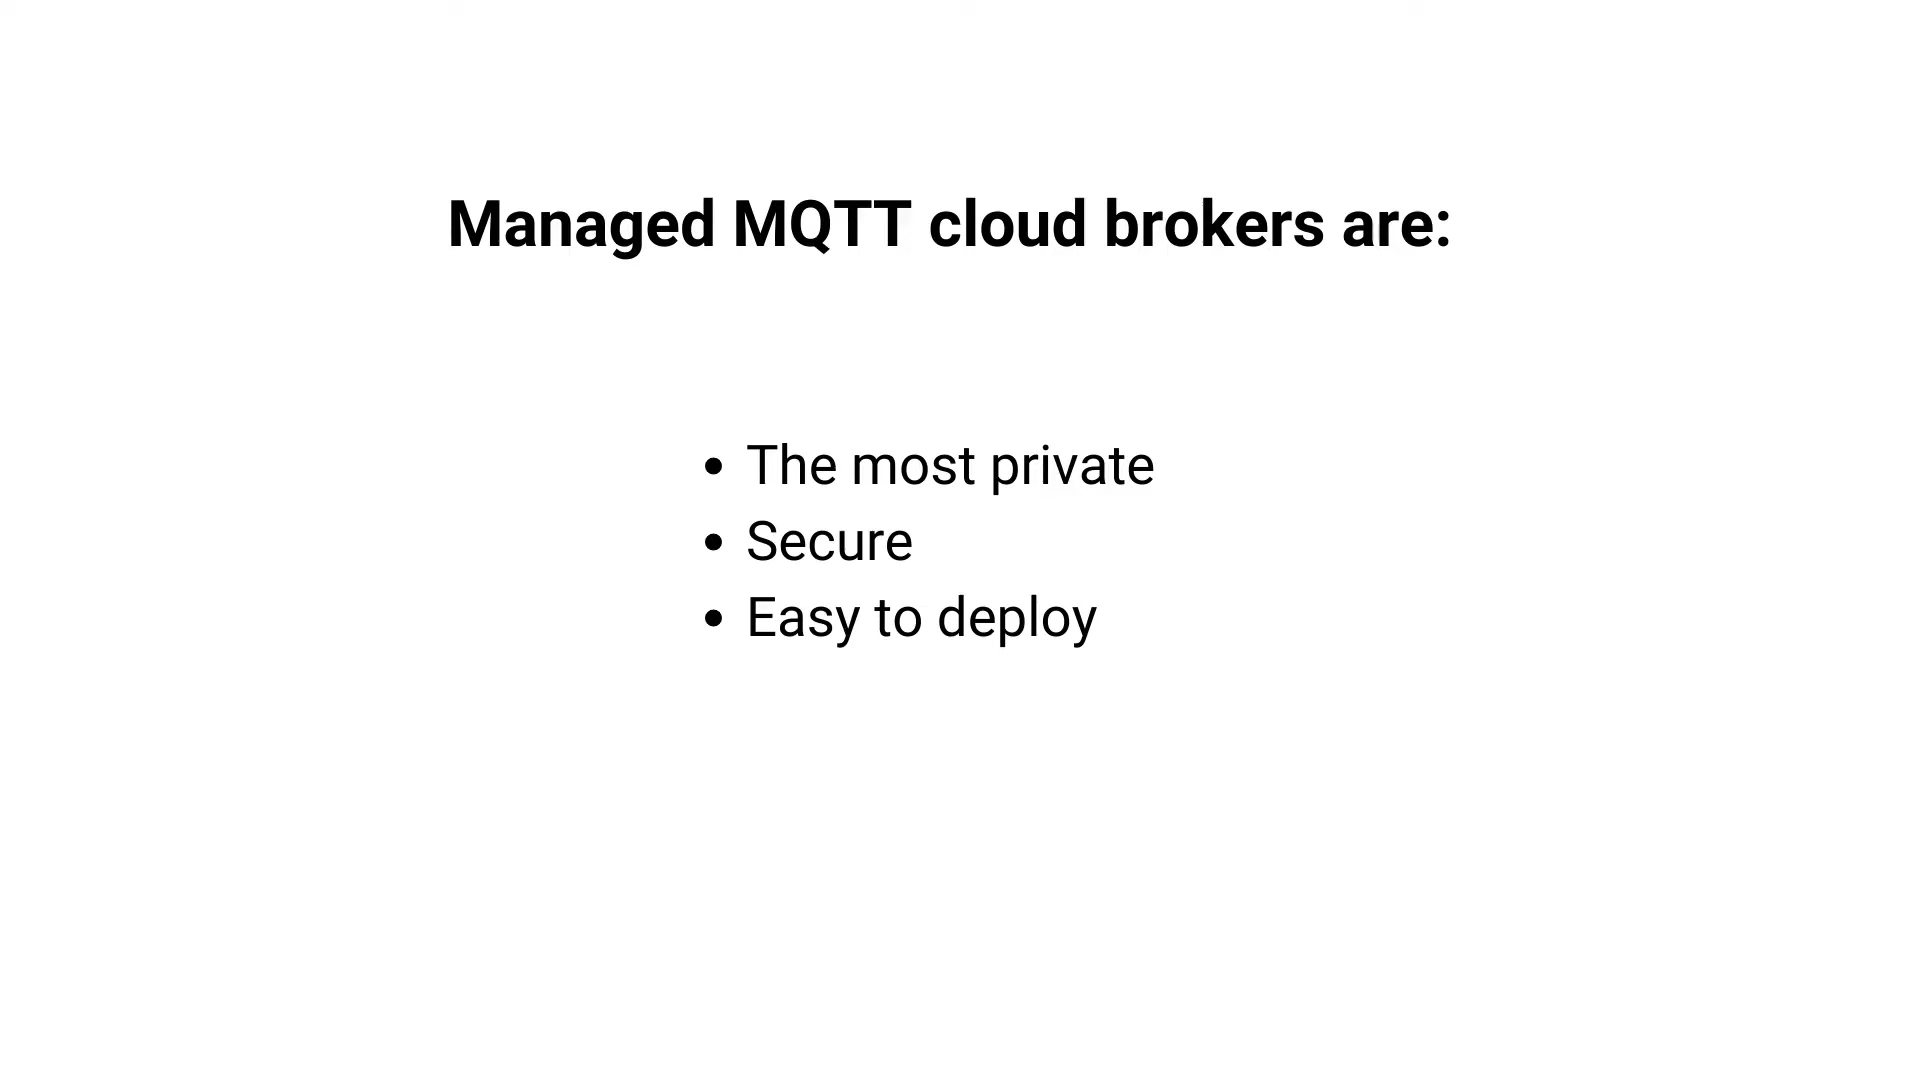 Managed MQTT cloud brokers are:
• The most private
• Secure
• Easy to deploy